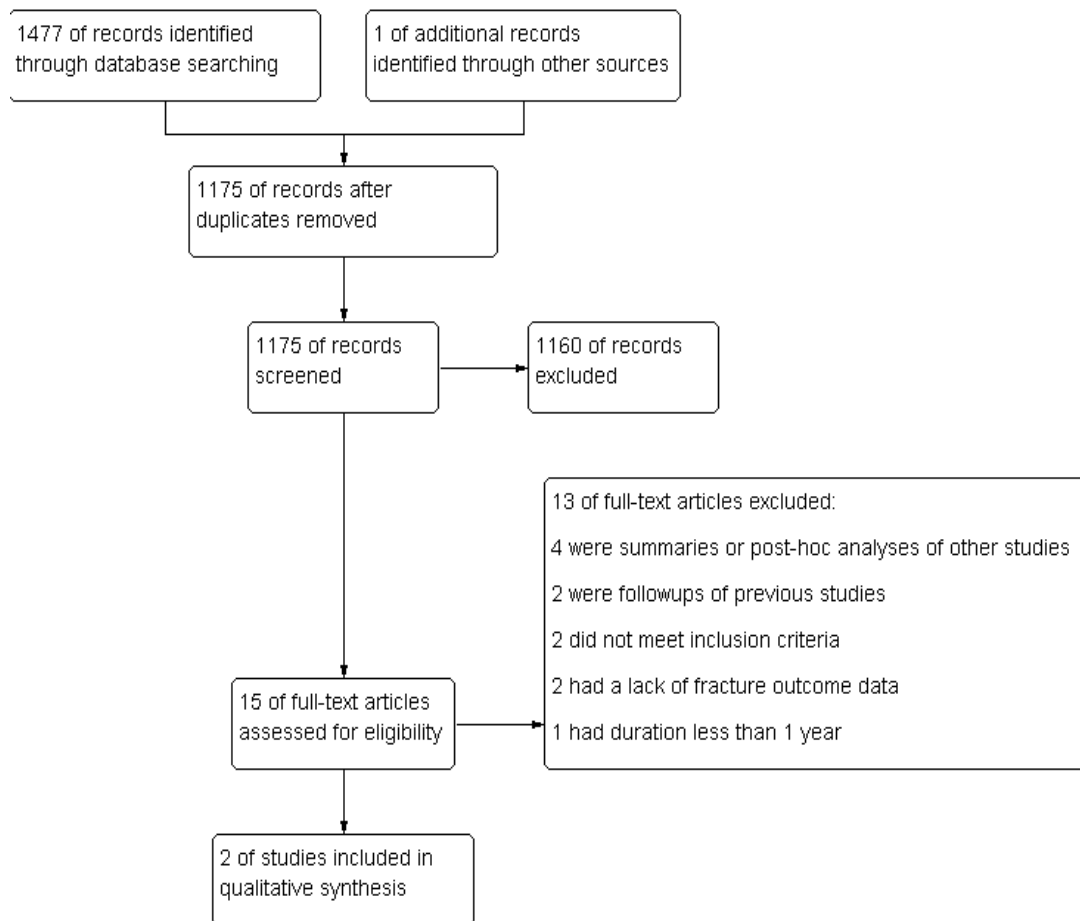 1477 of records identified
through database searching
1 of additional records
identified through other sources
1175 of records after
duplicates removed
1175 of records
screened
1160 of records
excluded
13 of full-text articles excluded:
4 were summaries or post-hoc analyses of other studies
2 were followups of previous studies
2 did not meet inclusion criteria
2 had a lack of fracture outcome data
1 had duration less than 1 year
15 of full-text articles
assessed for eligibility
2 of studies included in
qualitative synthesis